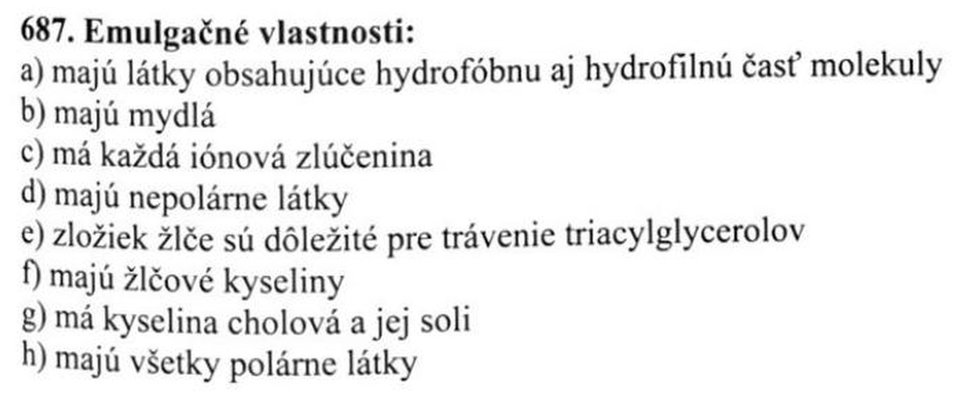 687. Emulgačné vlastnosti:
a) majú látky obsahujúce hydrofóbnu aj hydrofilnú časť molekuly
b) majú mydlá
c) má každá iónová zlúčenina
d) majú nepolárne látky
e) zložiek žlče sú dôležité pre trávenie triacylglycerolov
f) majú žlčové kyseliny
g) má kyselina cholová a jej soli
h) majú všetky polárne látky